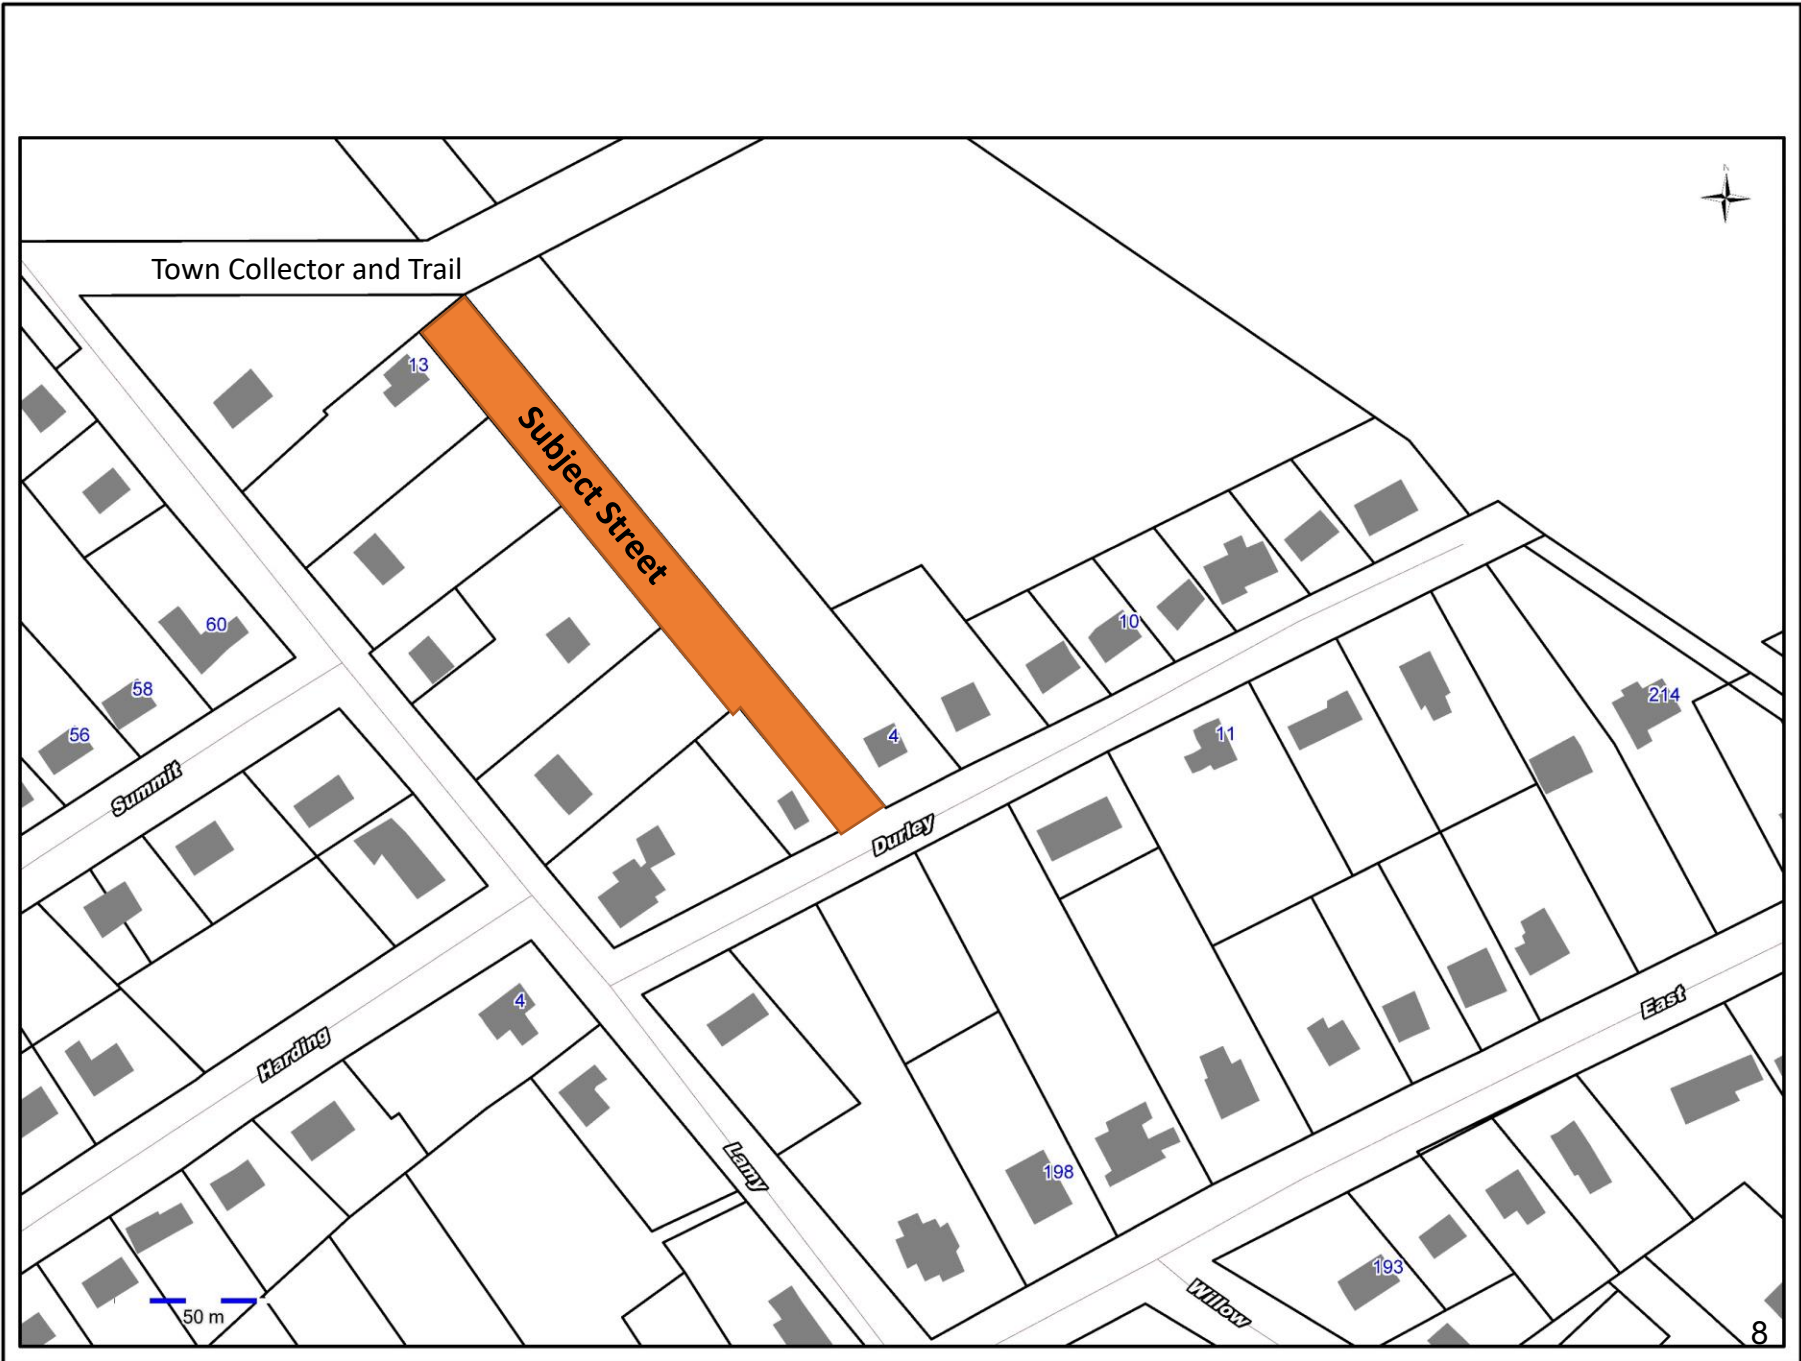 N
Town Collector and Trail
13
Subject Street
60
10
58
214
56
4
11
Summit
Durley
4
East
Harding
Lamy
198
193
Willow
50 m
8